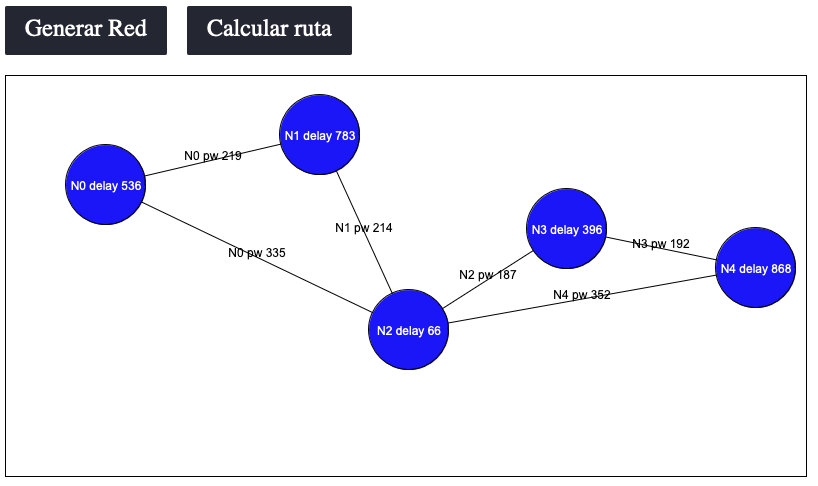 Generar Red
Calcular ruta
N1 delay 783
N0 pw 219
N0 delay 536
N1 pw 214
N3 delay 396
N3 pw 192
N0 pw 335
N4 delay 868
N2 pw 187
N4 pw 352
N2 delay 66